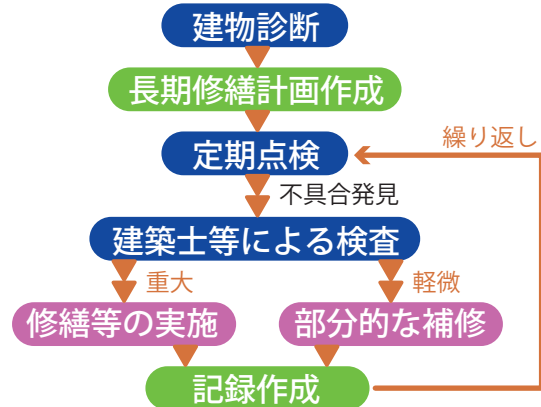 建物診断
長期修繕計画作成
定期点検
繰り返し
不具合発見
建築士等による検査
重大
軽微
修繕等の実施
部分的な補修
記録作成